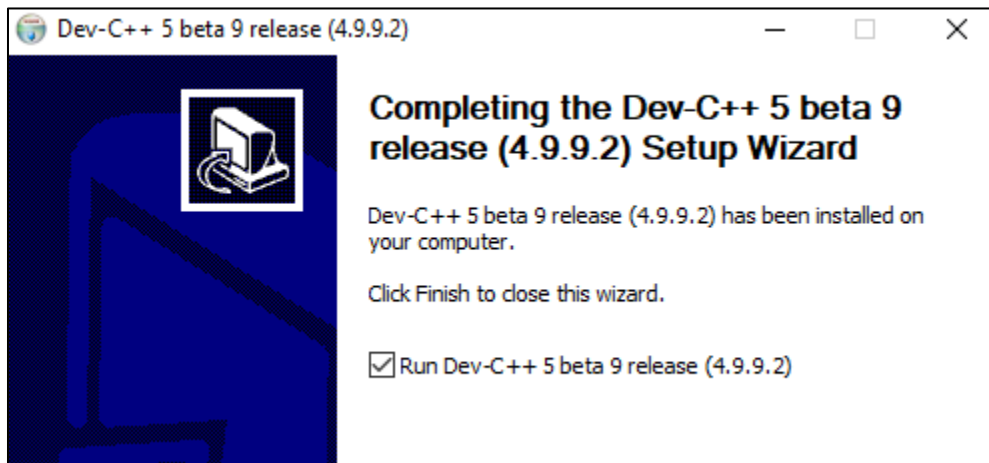 Dev-C++ 5 beta 9 release (4.9.9.2)
Completing the Dev-C++ 5 beta 9
release (4.9.9.2) Setup Wizard
Dev-C++ 5 beta 9 release (4.9.9.2) has been installed on
your computer.
Click Finish to close this wizard.
Run Dev-C++ 5 beta 9 release (4.9.9.2)